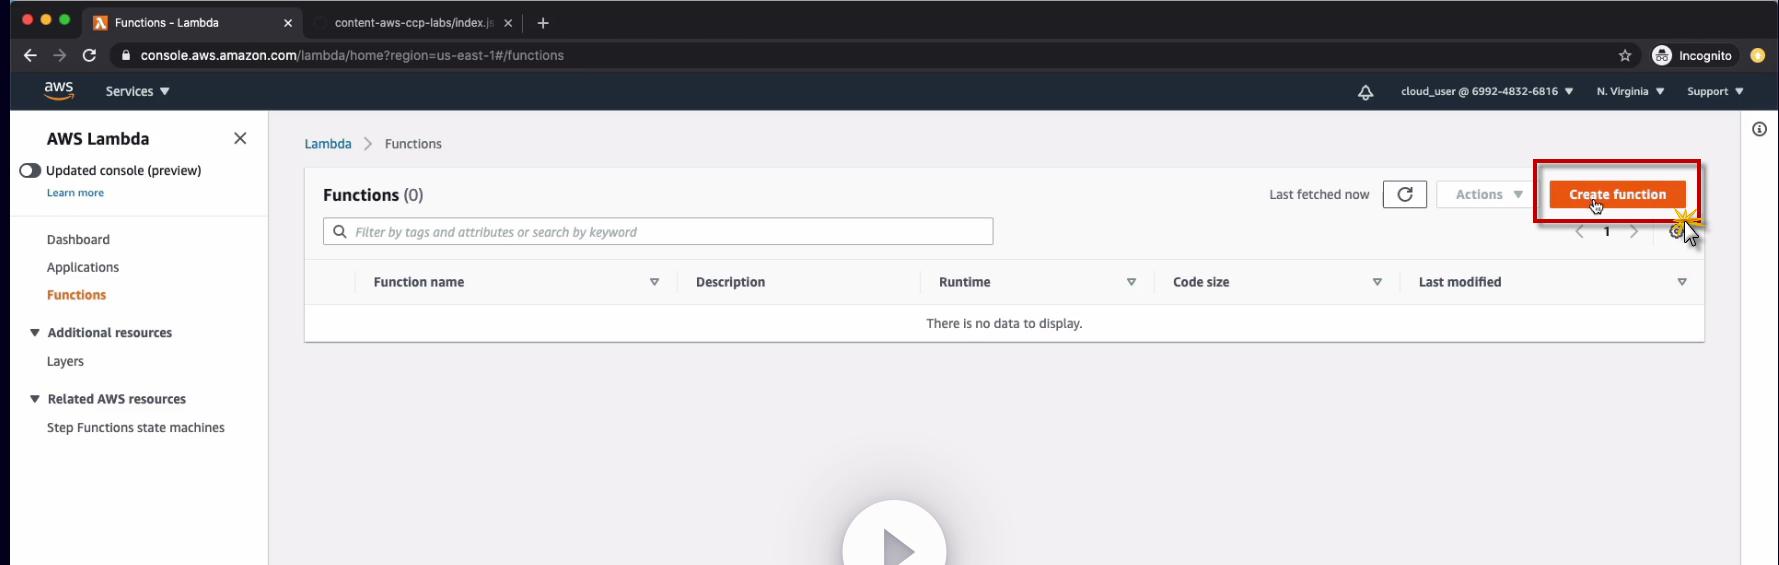 Functions - Lambda
content-aws-ccp-labs/index.js
console.aws.amazon.com/lambda/home?region=us-east-1#/functions
Incognito
aws
Services
cloud_user @ 6992-4832-6816
N. Virginia
Support
AWS Lambda
Updated console (preview)
Learn more
Dashboard
Applications
Functions
Additional resources
Layers
Related AWS resources
Step Functions state machines
Lambda > Functions
Functions (0)
Last fetched now
Actions
Create function
Filter by tags and attributes or search by keyword
1
Function name
Description
Runtime
Code size
Last modified
There is no data to display.